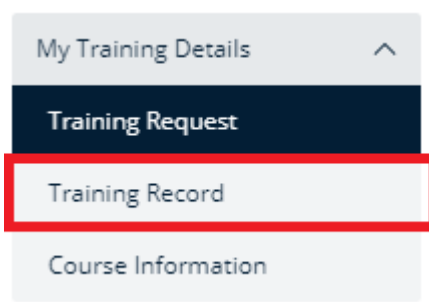 My Training Details
Training Request
Training Record
Course Information